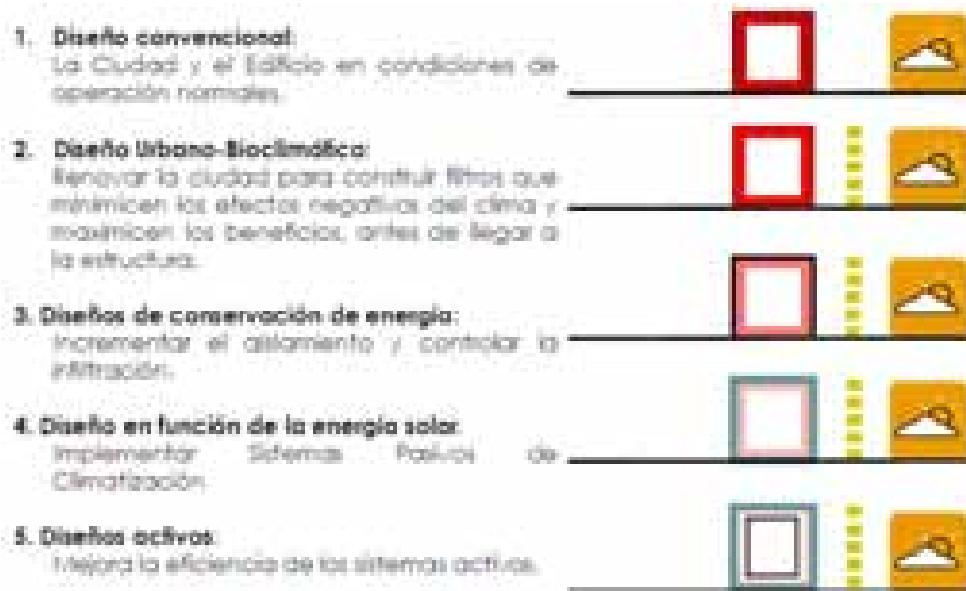 1. Diseño convencional:
La Ciudad y el Edificio en condiciones de
operación normales.
2. Diseño Urbano-Bioclimático:
Renovar la ciudad para construir filtros que
minimicen los efectos negativos del clima y
maximicen los beneficios, antes de llegar a
la estructura.
3. Diseños de conservación de energía:
Incrementar el aislamiento y controlar la
infiltración.
4. Diseño en función de la energía solar.
Implementar Sistemas Pasivos de
Climatización
5. Diseños activos:
Mejora la eficiencia de los sistemas activos.